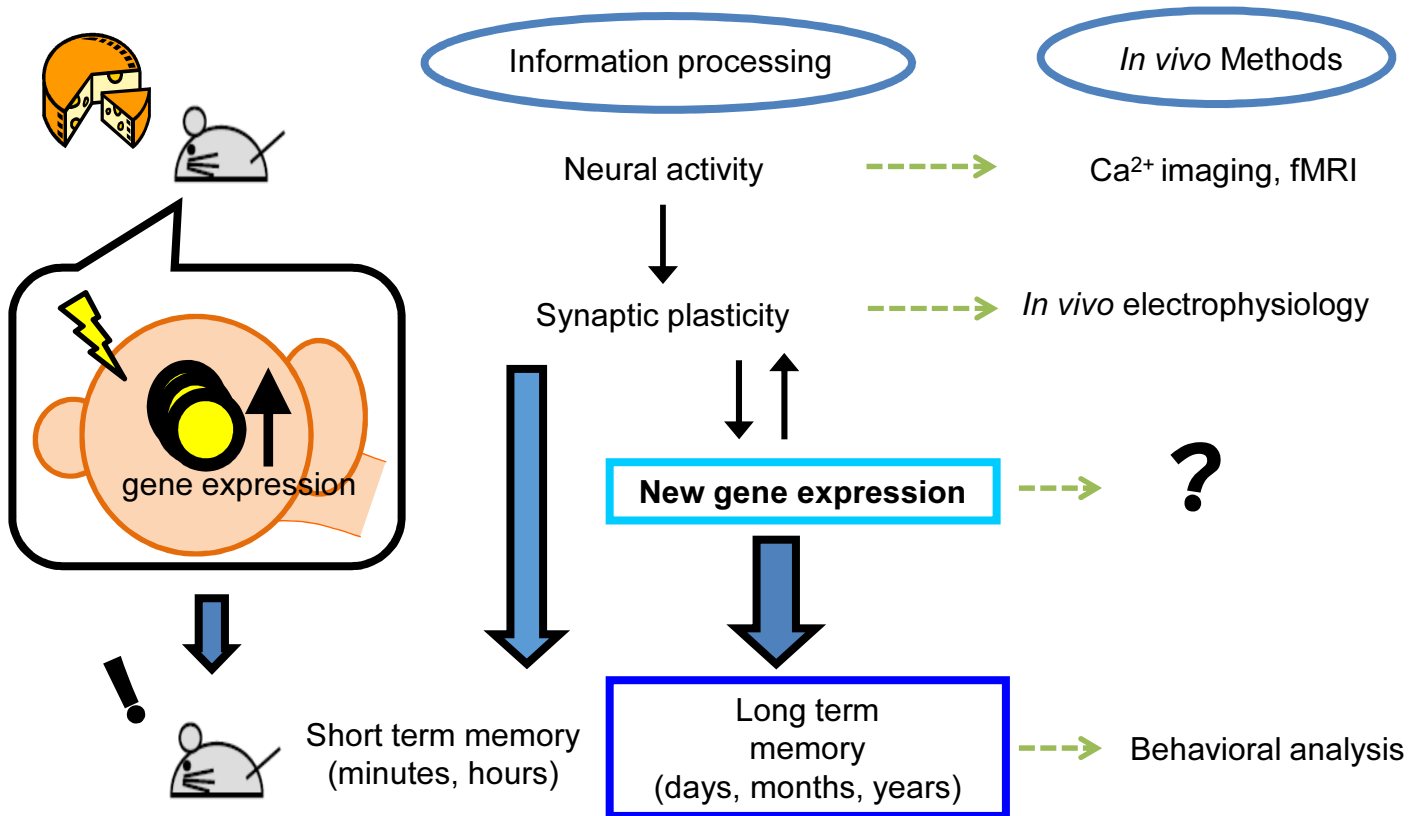 Information processing
In vivo Methods
Neural activity
Ca²⁺ imaging, fMRI
Synaptic plasticity
In vivo electrophysiology
gene expression
New gene expression
?
!
Short term memory
(minutes, hours)
Long term
memory
(days, months, years)
Behavioral analysis